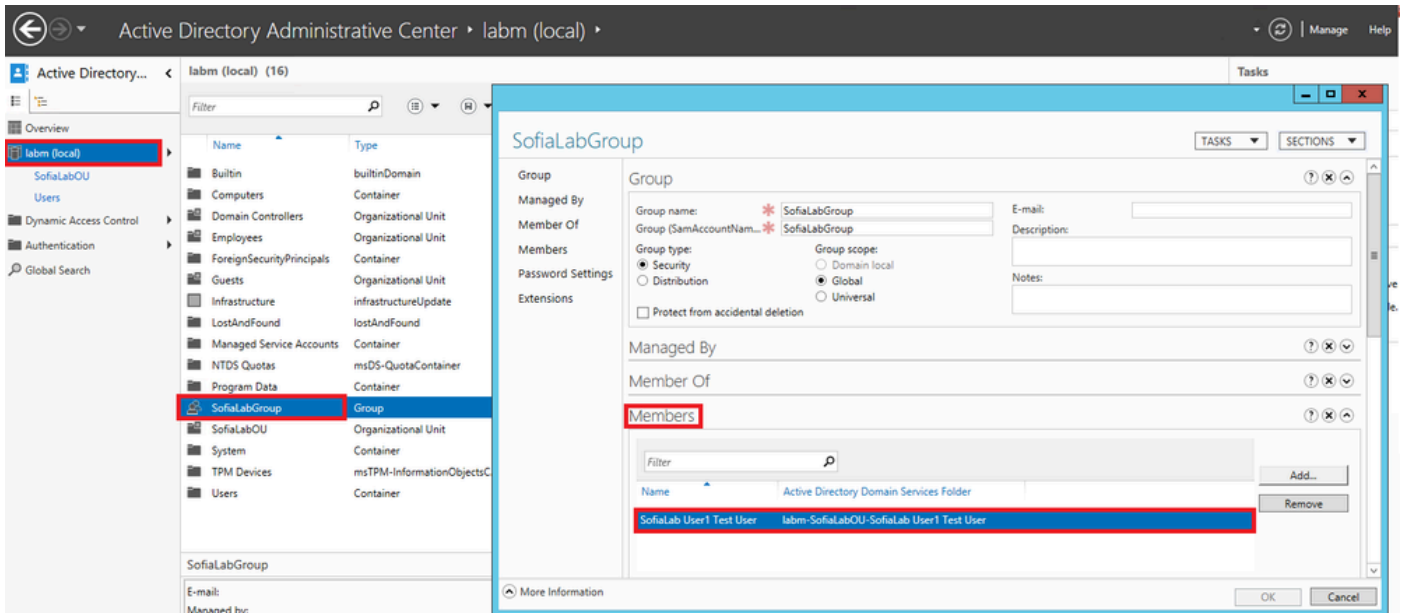 Active Directory Administrative Center • labm (local) •
Manage
Help
Active Directory...
Overview
labm (local)
SofiaLabOU
Users
Dynamic Access Control
Authentication
Global Search
labm (local) (16)
Filter
Name Type
Builtin builtinDomain
Computers Container
Domain Controllers Organizational Unit
Employees Organizational Unit
ForeignSecurityPrincipals Container
Guests Organizational Unit
Infrastructure infrastructureUpdate
LostAndFound lostAndFound
Managed Service Accounts Container
NTDS Quotas msDS-QuotaContainer
Program Data Container
SofiaLabGroup Group
SofiaLabOU Organizational Unit
System Container
TPM Devices msTPM-InformationObjectsC
Users Container
SofiaLabGroup
E-mail:
Managed by:
Tasks
SofiaLabGroup
TASKS
SECTIONS
Group
Managed By
Member Of
Members
Password Settings
Extensions
Group
Group name: * SofiaLabGroup
Group (SamAccountNam... * SofiaLabGroup
Group type:
Security
Distribution
Group scope:
Domain local
Global
Universal
Protect from accidental deletion
E-mail:
Description:
Notes:
Managed By
Member Of
Members
Filter
Name Active Directory Domain Services Folder
SofiaLab User1 Test User labm-SofiaLabOU-SofiaLab User1 Test User
Add...
Remove
More Information
OK
Cancel